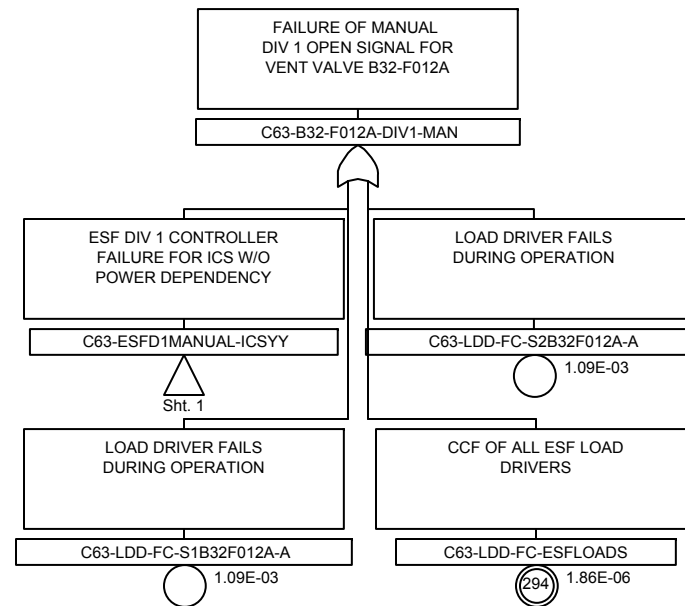 FAILURE OF MANUAL
DIV 1 OPEN SIGNAL FOR
VENT VALVE B32-F012A
C63-B32-F012A-DIV1-MAN
ESF DIV 1 CONTROLLER
FAILURE FOR ICS W/O
POWER DEPENDENCY
C63-ESFD1MANUAL-ICSYY
Sht. 1
LOAD DRIVER FAILS
DURING OPERATION
C63-LDD-FC-S2B32F012A-A
1.09E-03
LOAD DRIVER FAILS
DURING OPERATION
C63-LDD-FC-S1B32F012A-A
1.09E-03
CCF OF ALL ESF LOAD
DRIVERS
C63-LDD-FC-ESFLOADS
294
1.86E-06